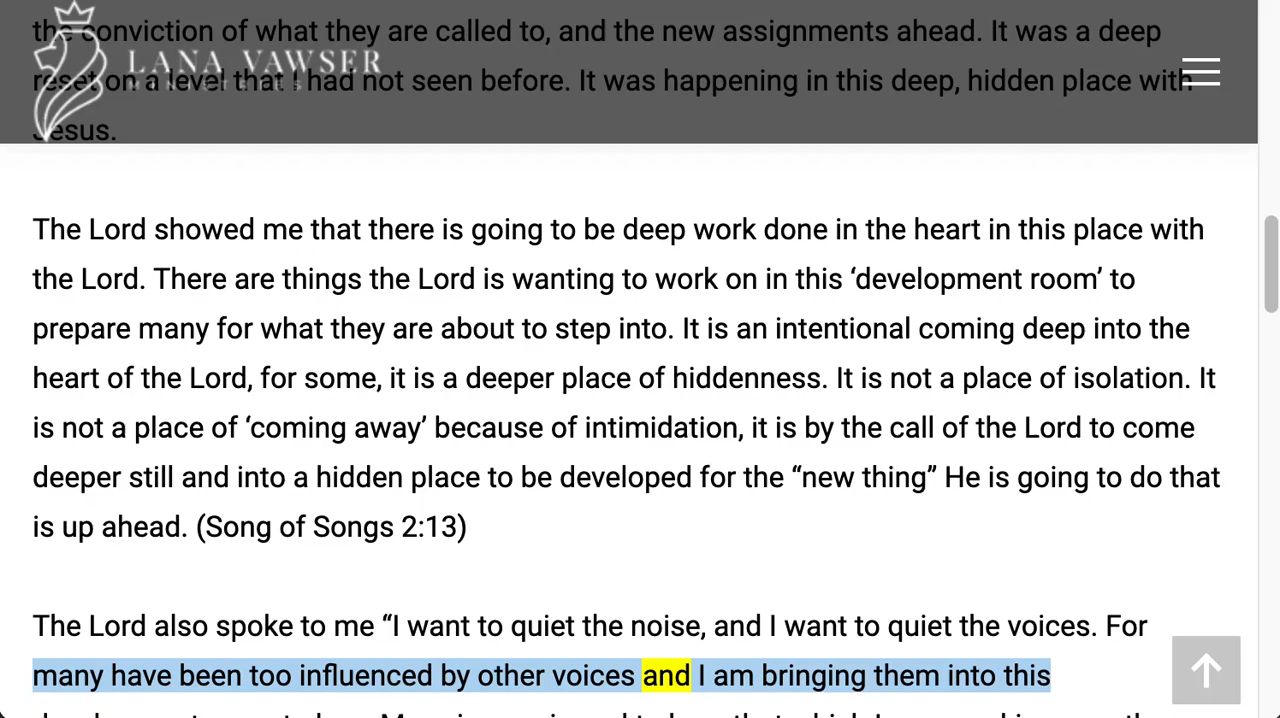 the conviction of what they are called to, and the new assignments ahead. It was a deep
LANA VAWSER
reset on a level that I had not seen before. It was happening in this deep, hidden place with
MINISTRIES
Jesus.
The Lord showed me that there is going to be deep work done in the heart in this place with
the Lord. There are things the Lord is wanting to work on in this ‘development room’ to
prepare many for what they are about to step into. It is an intentional coming deep into the
heart of the Lord, for some, it is a deeper place of hiddenness. It is not a place of isolation. It
is not a place of ‘coming away’ because of intimidation, it is by the call of the Lord to come
deeper still and into a hidden place to be developed for the “new thing” He is going to do that
is up ahead. (Song of Songs 2:13)
The Lord also spoke to me “I want to quiet the noise, and I want to quiet the voices. For
many have been too influenced by other voices and I am bringing them into this